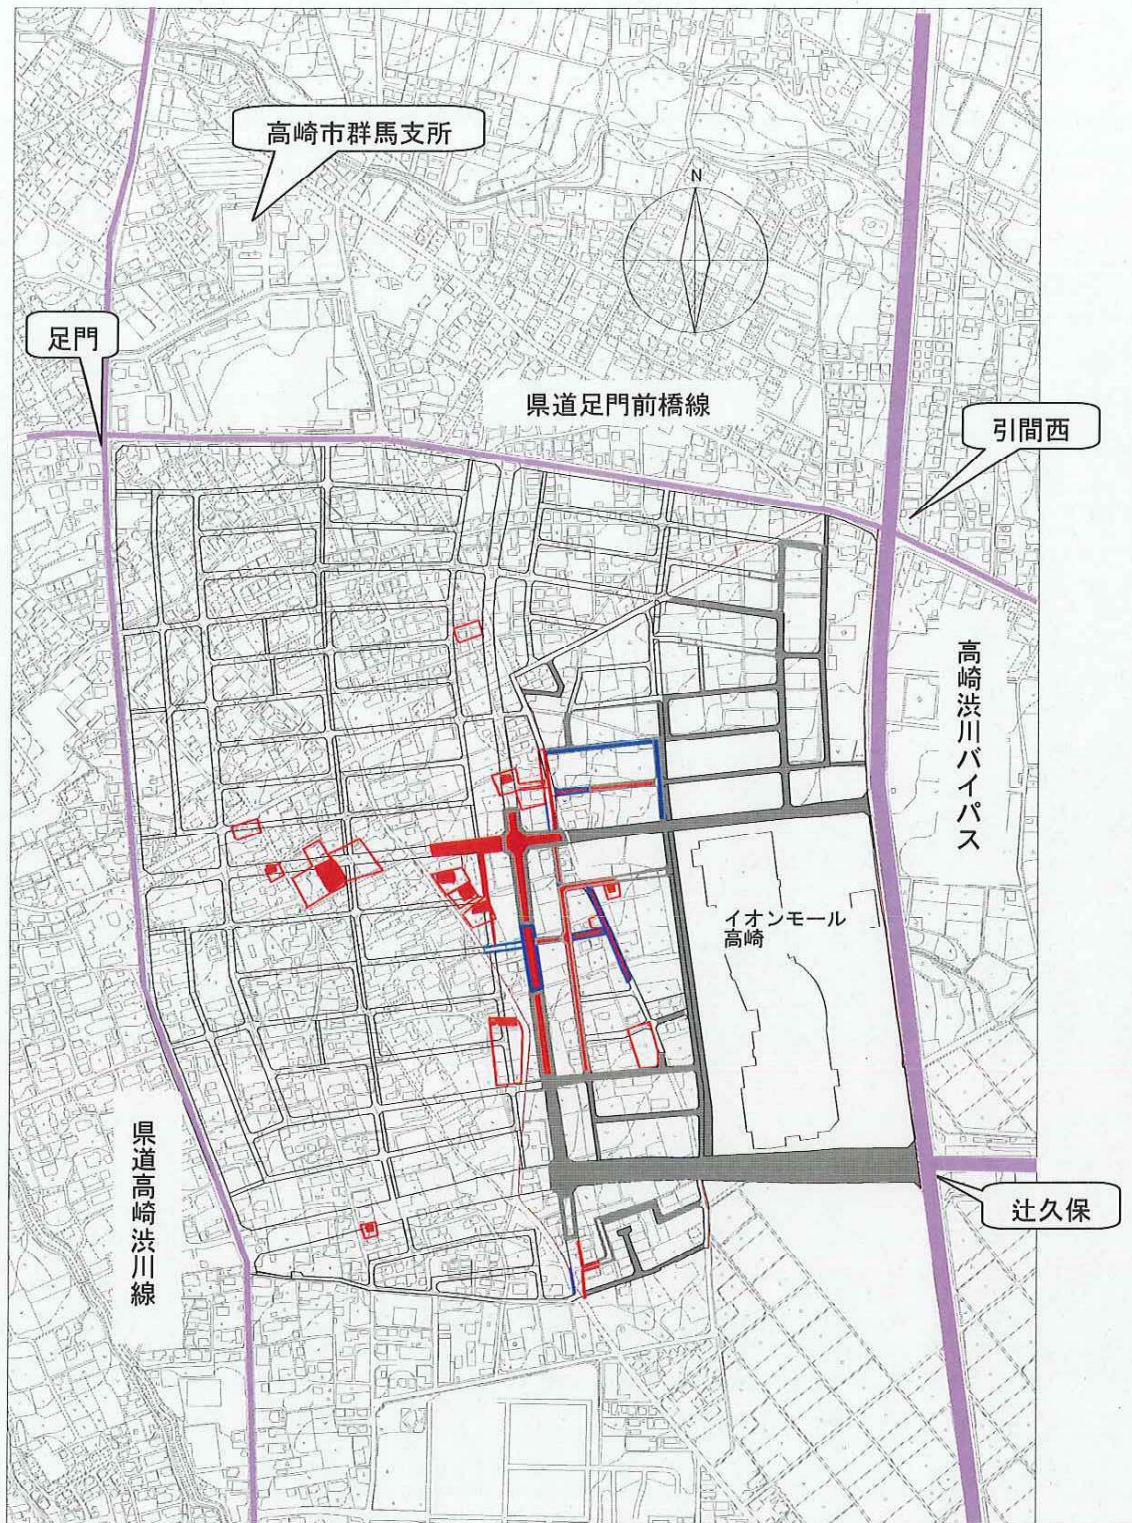 高崎市群馬支所
N
足門
県道足門前橋線
引間西
高崎渋川バイパス
イオンモール
高崎
辻久保
県道高崎渋川線